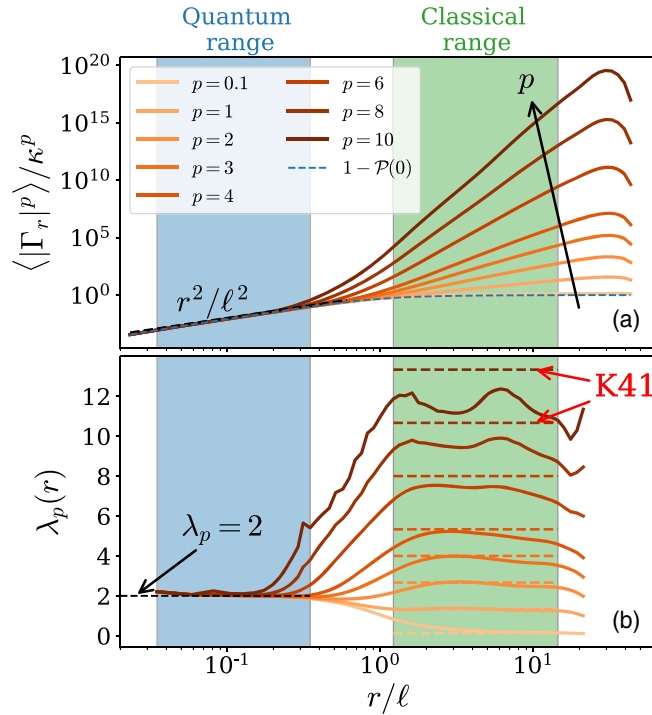 Quantum range
Classical range
10^20
10^15
10^10
10^5
10^0
⟨|Γ_r|^p⟩/κ^p
p = 0.1
p = 1
p = 2
p = 3
p = 4
p = 6
p = 8
p = 10
1 − P(0)
p
r^2/ℓ^2
(a)
12
10
8
6
4
2
0
λ_p(r)
λ_p = 2
K41
(b)
10^-1
10^0
10^1
r/ℓ